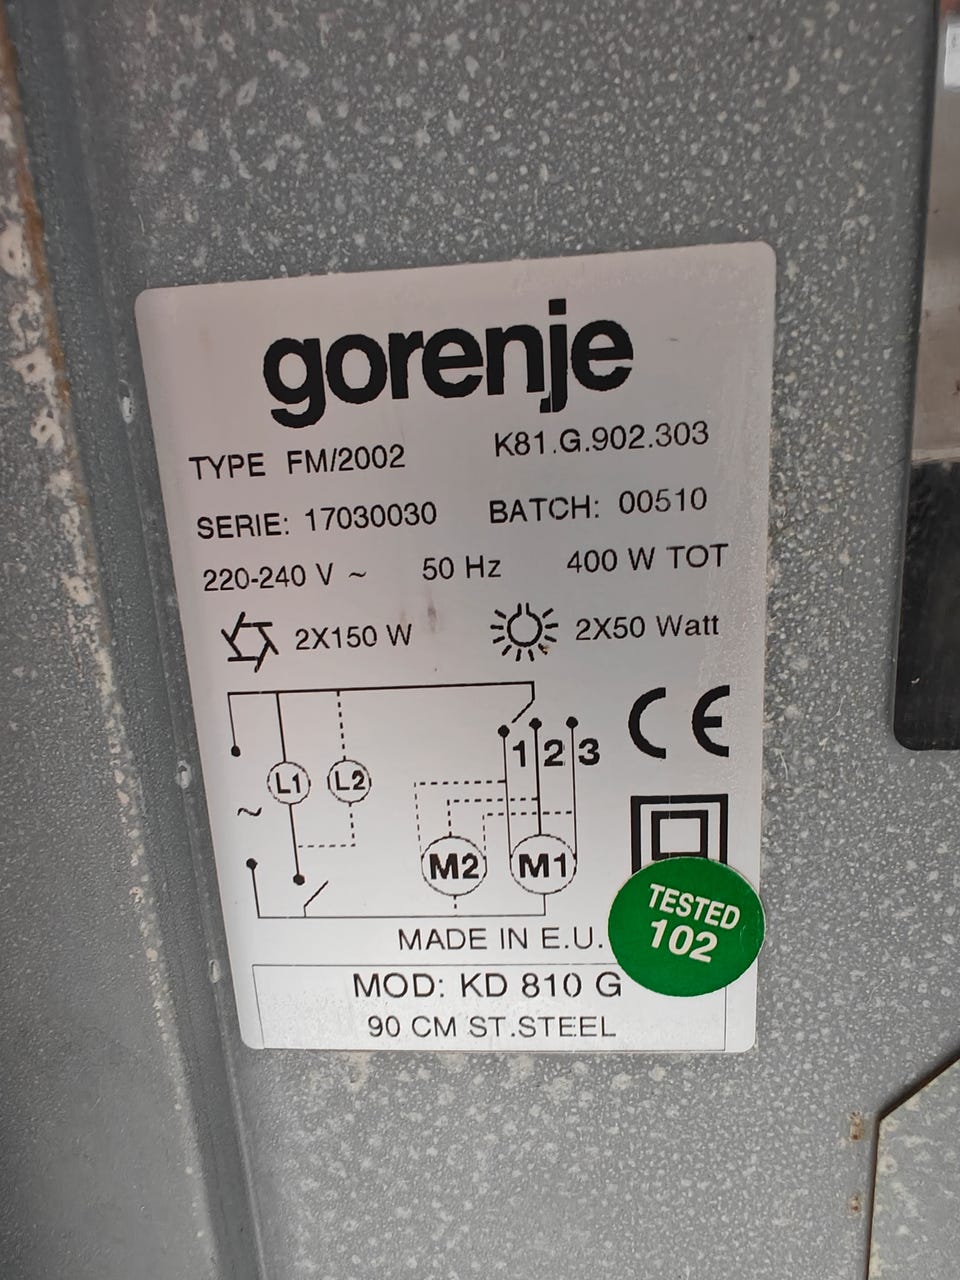 gorenje
TYPE FM/2002 K81.G.902.303
SERIE: 17030030 BATCH: 00510
220-240 V ~ 50 Hz 400 W TOT
2X150 W 2X50 Watt
CE
1 2 3
L1 L2
~
M2 M1
TESTED
102
MADE IN E.U.
MOD: KD 810 G
90 CM ST.STEEL